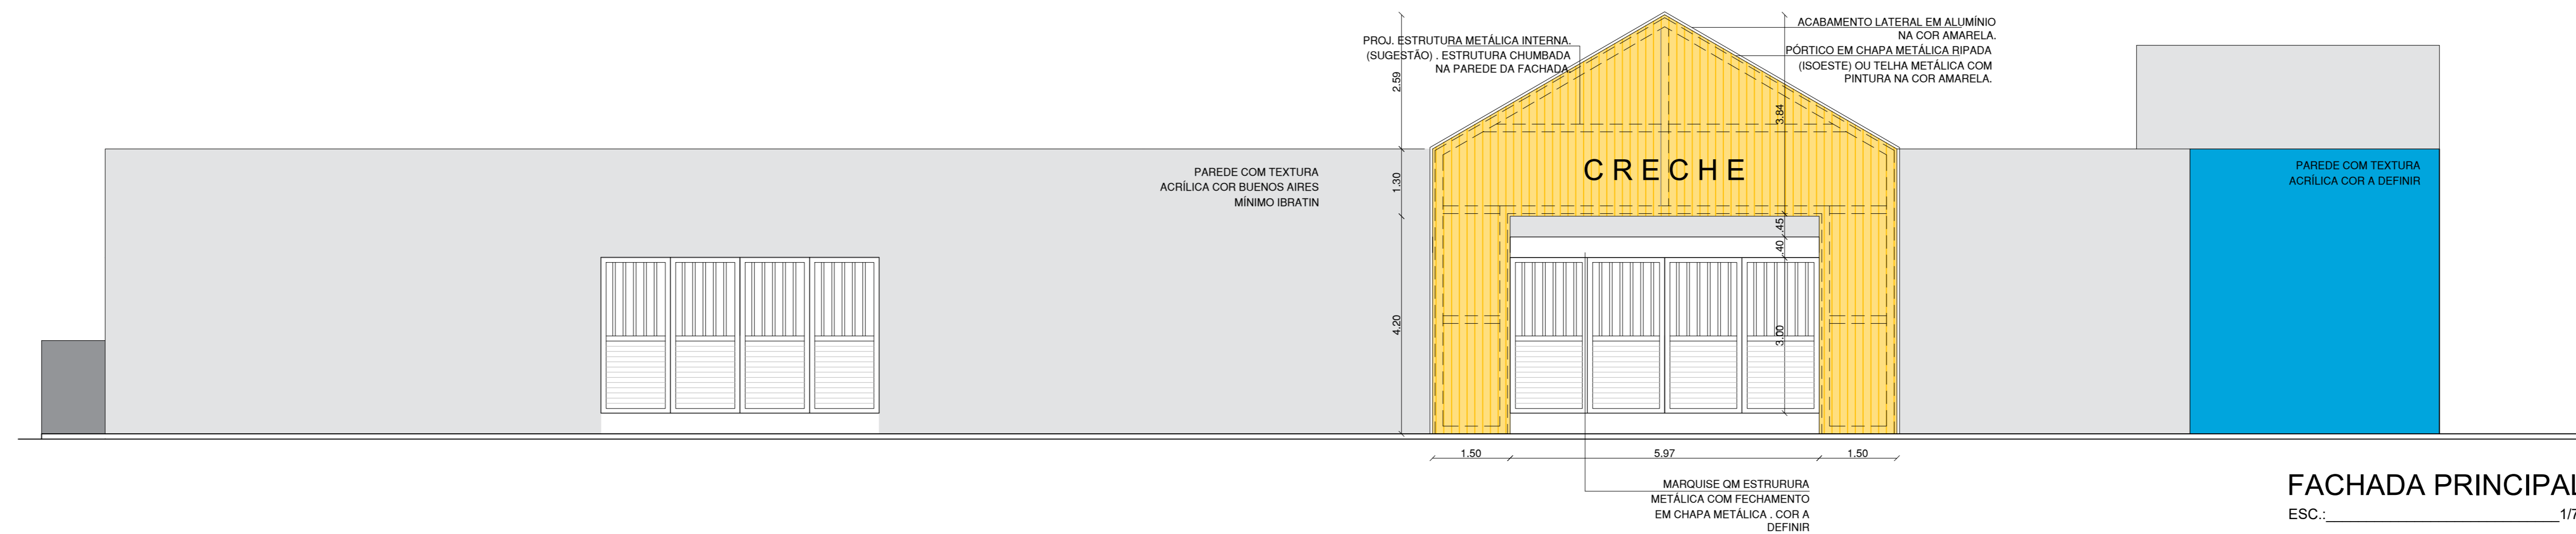 PROJ. ESTRUTURA METÁLICA INTERNA.
(SUGESTÃO) . ESTRUTURA CHUMBADA
NA PAREDE DA FACHADA.
ACABAMENTO LATERAL EM ALUMÍNIO
NA COR AMARELA.
PÓRTICO EM CHAPA METÁLICA RIPADA
(ISOESTE) OU TELHA METÁLICA COM
PINTURA NA COR AMARELA.
2.59
3.84
PAREDE COM TEXTURA
ACRÍLICA COR BUENOS AIRES
MÍNIMO IBRATIN
1.30
CRECHE
PAREDE COM TEXTURA
ACRÍLICA COR A DEFINIR
.45
.40
4.20
3.00
1.50
5.97
1.50
MARQUISE QM ESTRURURA
METÁLICA COM FECHAMENTO
EM CHAPA METÁLICA . COR A
DEFINIR
FACHADA PRINCIPAL
ESC.:1/7